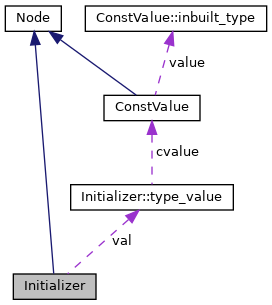 Node
ConstValue::inbuilt_type
value
ConstValue
cvalue
Initializer::type_value
val
Initializer